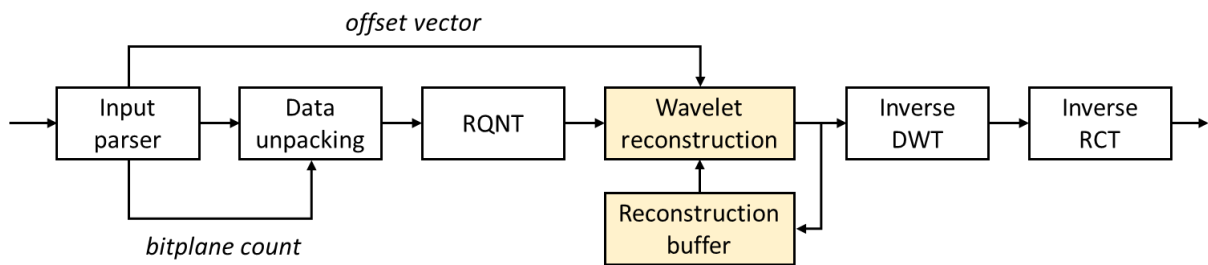 offset vector
Input
parser
Data
unpacking
RQNT
Wavelet
reconstruction
Inverse
DWT
Inverse
RCT
Reconstruction
buffer
bitplane count